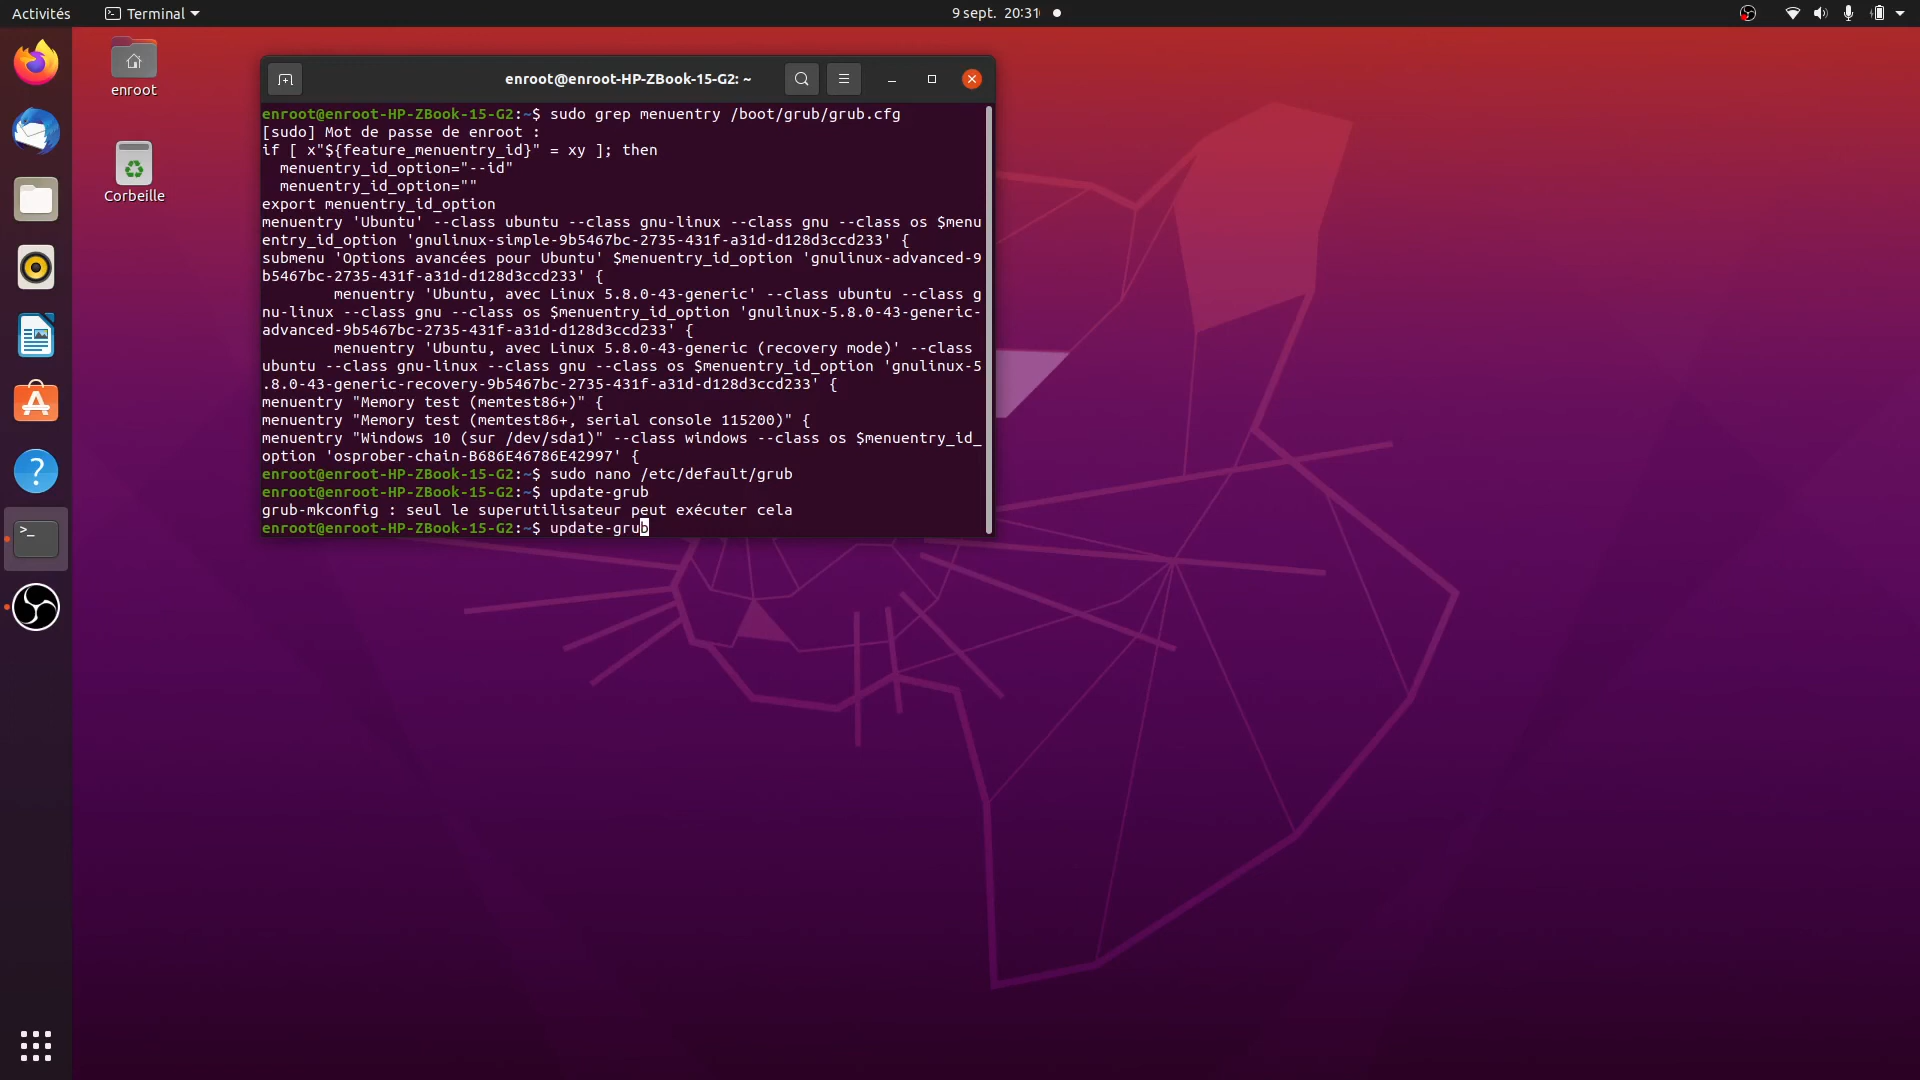 Activités
Terminal
9 sept. 20:31
enroot
Corbeille
enroot@enroot-HP-ZBook-15-G2: ~
enroot@enroot-HP-ZBook-15-G2:~$ sudo grep menuentry /boot/grub/grub.cfg
[sudo] Mot de passe de enroot :
if [ x"${feature_menuentry_id}" = xy ]; then
  menuentry_id_option="--id"
  menuentry_id_option=""
export menuentry_id_option
menuentry 'Ubuntu' --class ubuntu --class gnu-linux --class gnu --class os $menu
entry_id_option 'gnulinux-simple-9b5467bc-2735-431f-a31d-d128d3ccd233' {
submenu 'Options avancées pour Ubuntu' $menuentry_id_option 'gnulinux-advanced-9
b5467bc-2735-431f-a31d-d128d3ccd233' {
        menuentry 'Ubuntu, avec Linux 5.8.0-43-generic' --class ubuntu --class g
nu-linux --class gnu --class os $menuentry_id_option 'gnulinux-5.8.0-43-generic-
advanced-9b5467bc-2735-431f-a31d-d128d3ccd233' {
        menuentry 'Ubuntu, avec Linux 5.8.0-43-generic (recovery mode)' --class
ubuntu --class gnu-linux --class gnu --class os $menuentry_id_option 'gnulinux-5
.8.0-43-generic-recovery-9b5467bc-2735-431f-a31d-d128d3ccd233' {
menuentry "Memory test (memtest86+)" {
menuentry "Memory test (memtest86+, serial console 115200)" {
menuentry "Windows 10 (sur /dev/sda1)" --class windows --class os $menuentry_id_
option 'osprober-chain-B686E46786E42997' {
enroot@enroot-HP-ZBook-15-G2:~$ sudo nano /etc/default/grub
enroot@enroot-HP-ZBook-15-G2:~$ update-grub
grub-mkconfig : seul le superutilisateur peut exécuter cela
enroot@enroot-HP-ZBook-15-G2:~$ update-grub